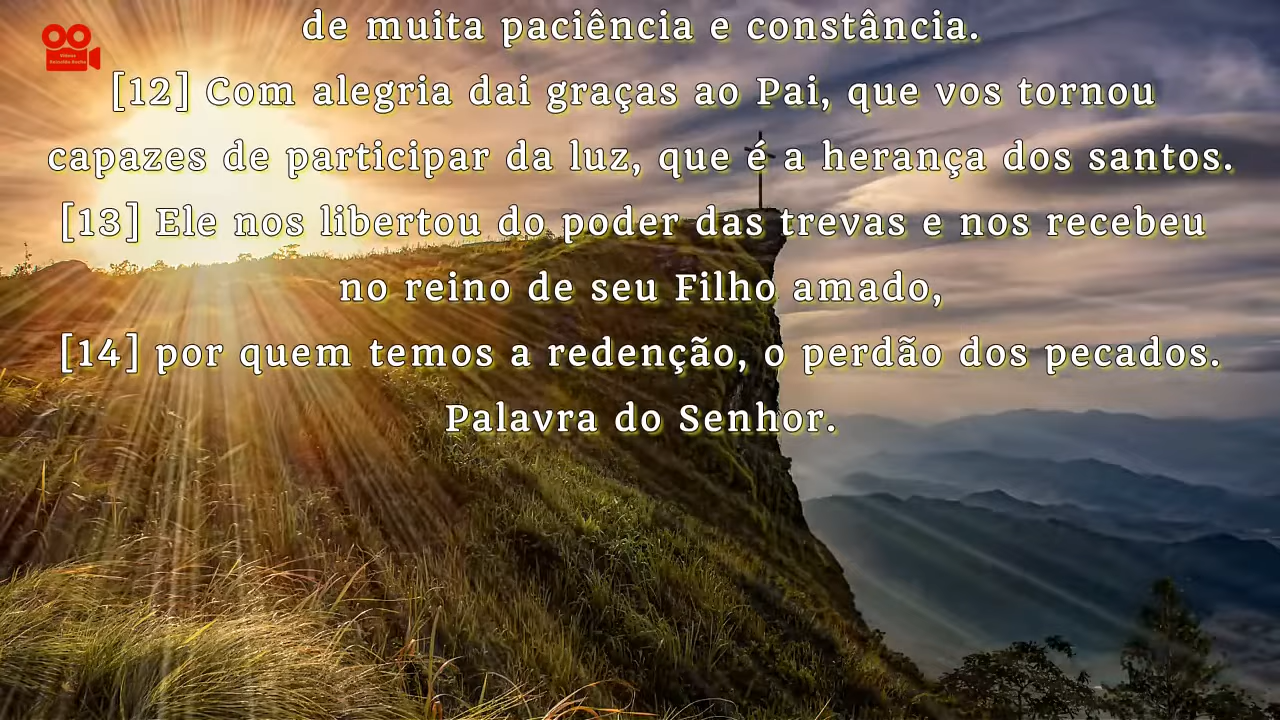 de muita paciência e constância.
[12] Com alegria dai graças ao Pai, que vos tornou
capazes de participar da luz, que é a herança dos santos.
[13] Ele nos libertou do poder das trevas e nos recebeu
no reino de seu Filho amado,
[14] por quem temos a redenção, o perdão dos pecados.
Palavra do Senhor.